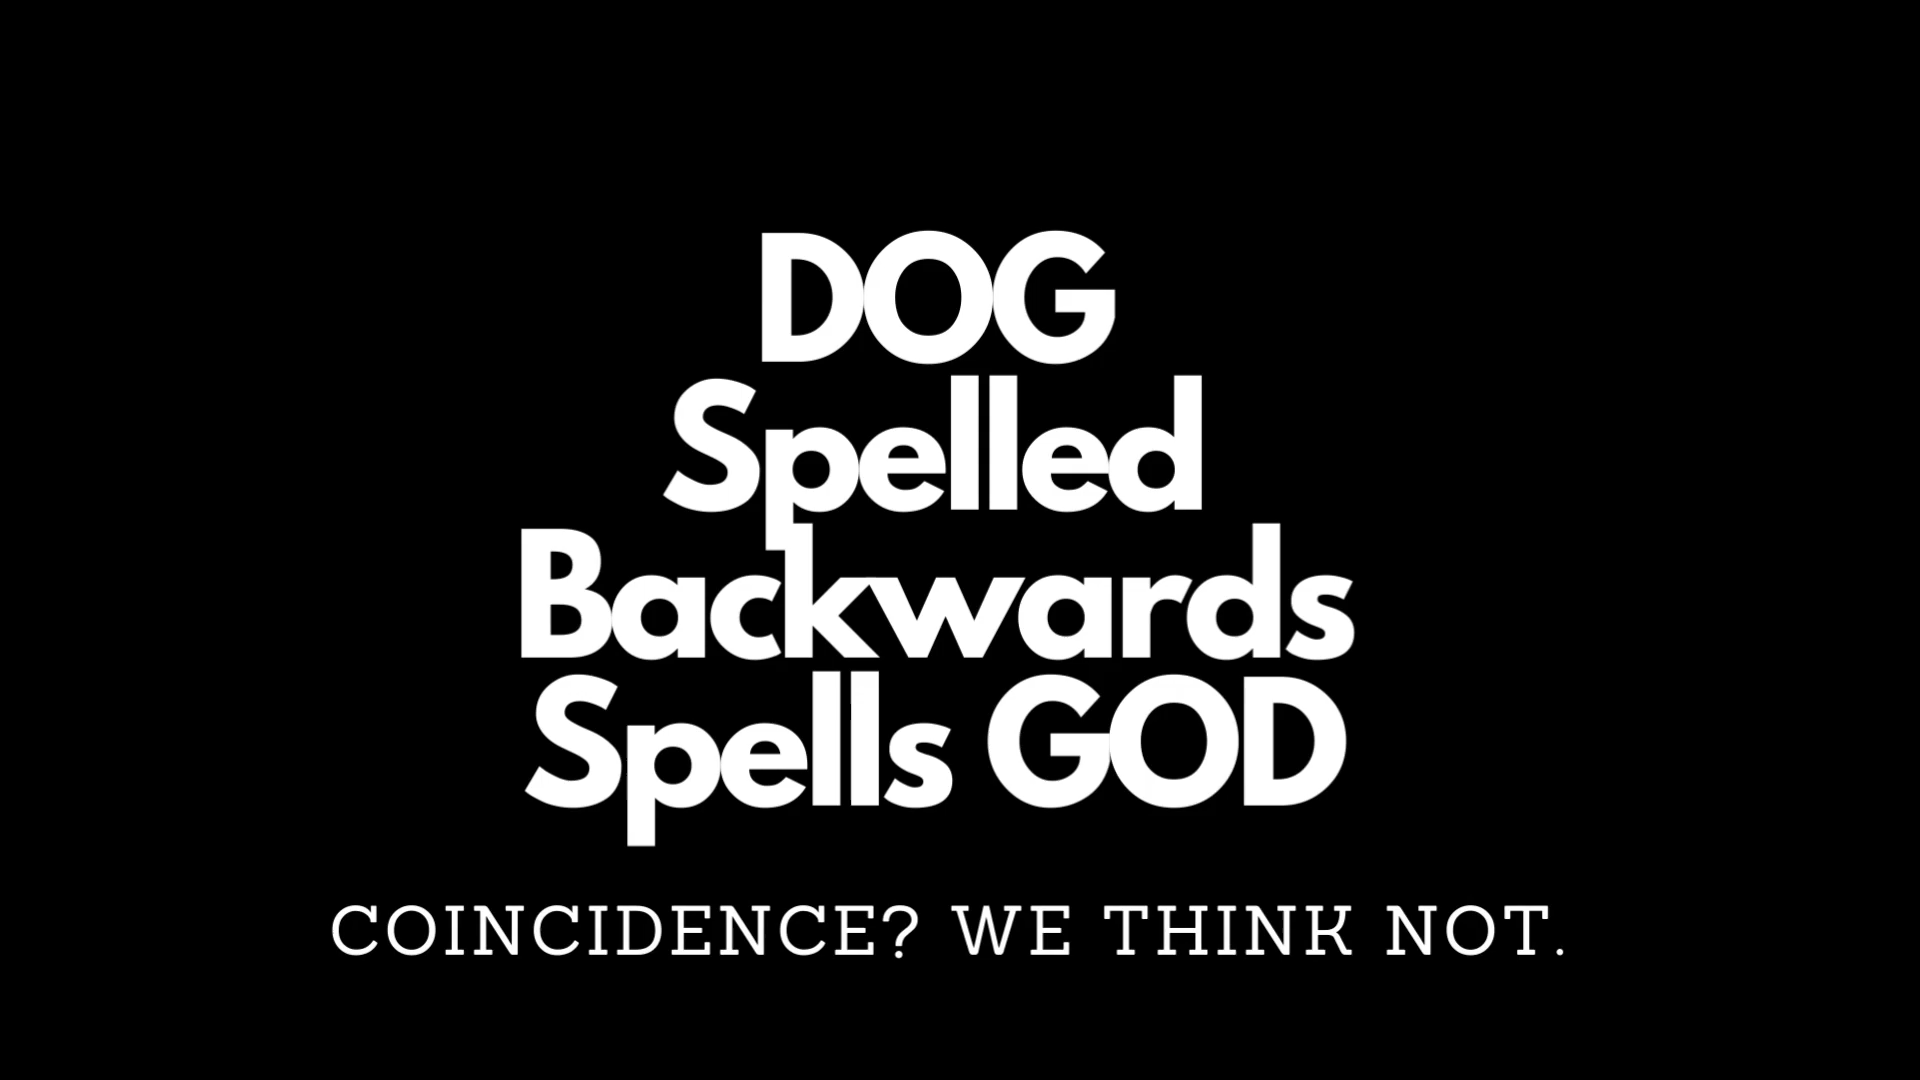 DOG
Spelled
Backwards
Spells GOD
COINCIDENCE? WE THINK NOT.